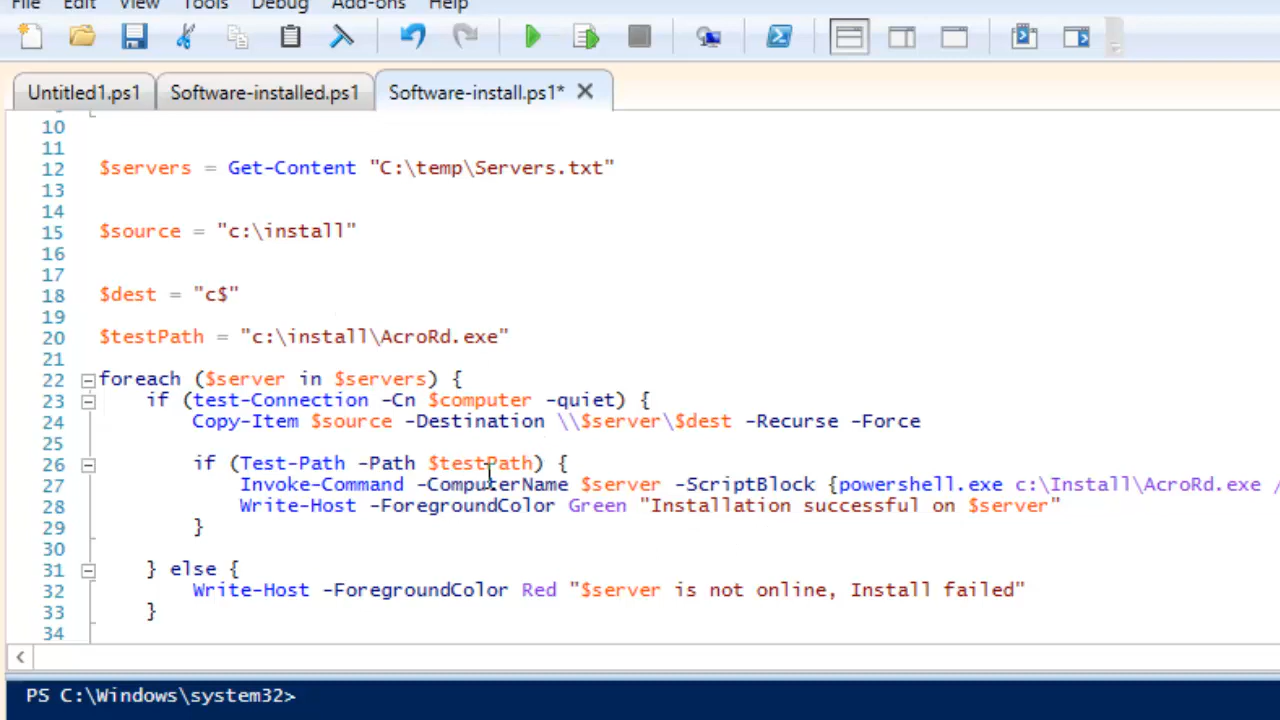 File Edit View Tools Debug Add-ons Help
Untitled1.ps1 Software-installed.ps1 Software-install.ps1*
10
11
12 $servers = Get-Content "C:\temp\Servers.txt"
13
14
15 $source = "c:\install"
16
17
18 $dest = "c$"
19
20 $testPath = "c:\install\AcroRd.exe"
21
22 foreach ($server in $servers) {
23 if (test-Connection -Cn $computer -quiet) {
24 Copy-Item $source -Destination \\$server\$dest -Recurse -Force
25
26 if (Test-Path -Path $testPath) {
27 Invoke-Command -ComputerName $server -ScriptBlock {powershell.exe c:\Install\AcroRd.exe /
28 Write-Host -ForegroundColor Green "Installation successful on $server"
29 }
30
31 } else {
32 Write-Host -ForegroundColor Red "$server is not online, Install failed"
33 }
34
PS C:\Windows\system32>